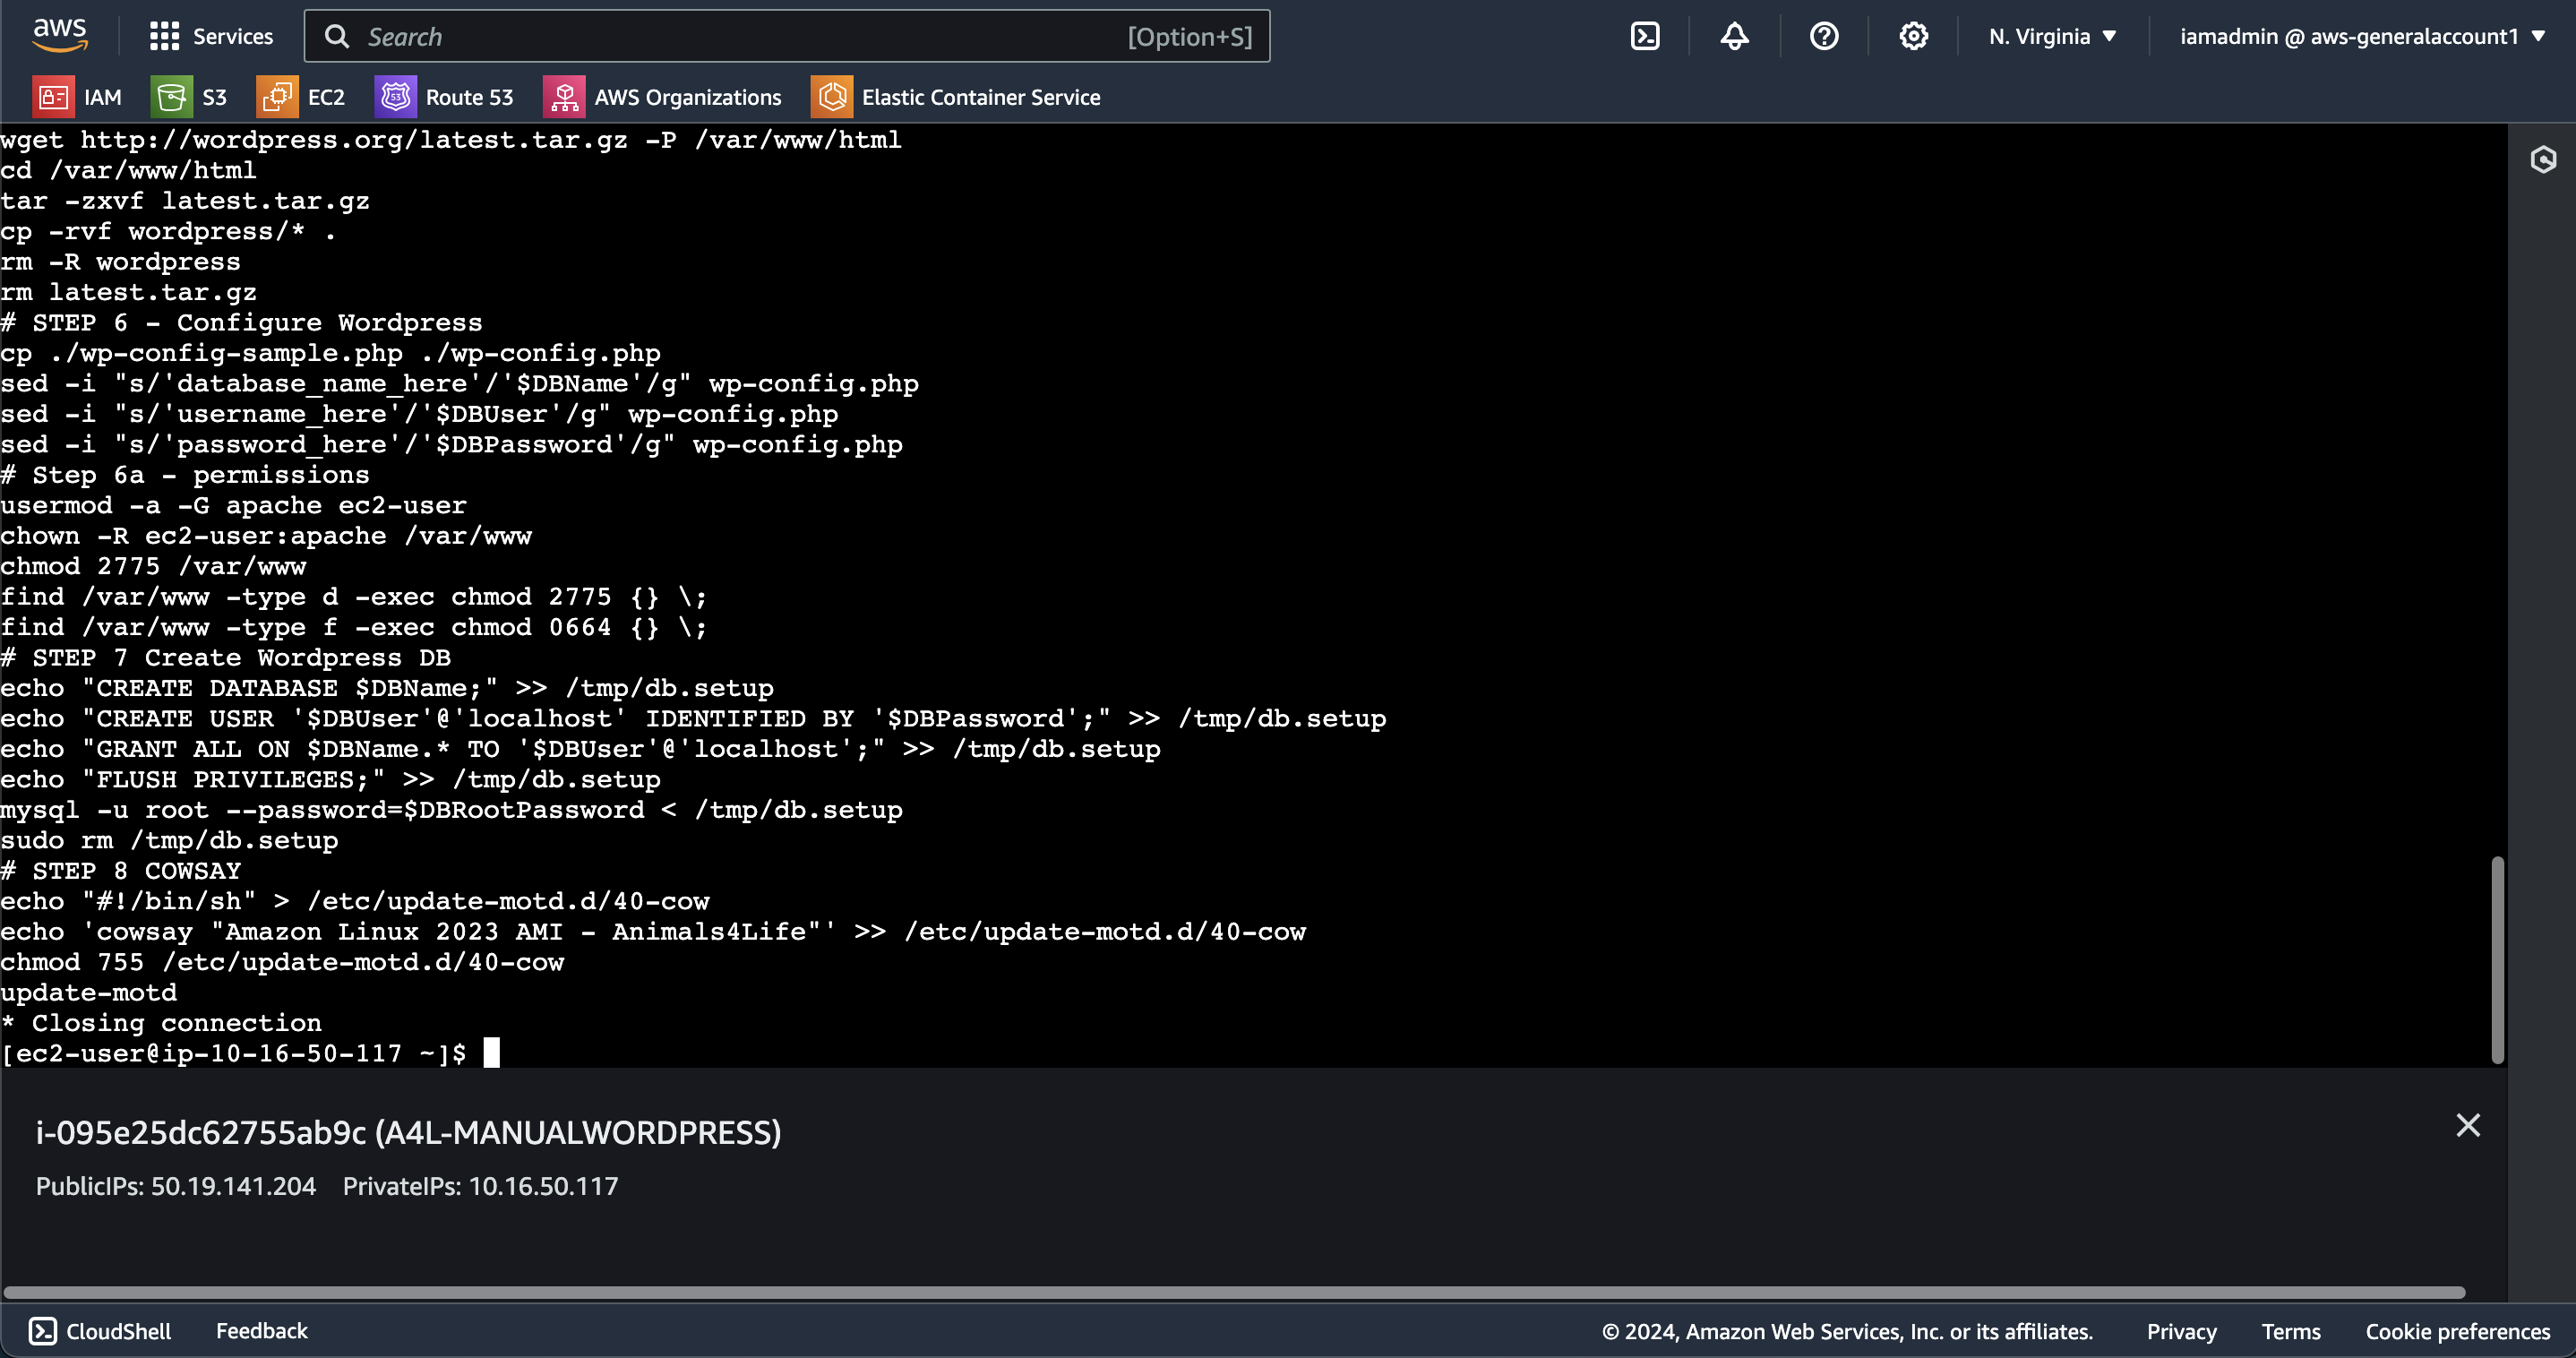 aws
Services
Search
[Option+S]
N. Virginia
iamadmin @ aws-generalaccount1
IAM
S3
EC2
53
Route 53
AWS Organizations
Elastic Container Service
wget http://wordpress.org/latest.tar.gz -P /var/www/html
cd /var/www/html
tar -zxvf latest.tar.gz
cp -rvf wordpress/* .
rm -R wordpress
rm latest.tar.gz
# STEP 6 - Configure Wordpress
cp ./wp-config-sample.php ./wp-config.php
sed -i "s/'database_name_here'/'$DBName'/g" wp-config.php
sed -i "s/'username_here'/'$DBUser'/g" wp-config.php
sed -i "s/'password_here'/'$DBPassword'/g" wp-config.php
# Step 6a - permissions
usermod -a -G apache ec2-user
chown -R ec2-user:apache /var/www
chmod 2775 /var/www
find /var/www -type d -exec chmod 2775 {} \;
find /var/www -type f -exec chmod 0664 {} \;
# STEP 7 Create Wordpress DB
echo "CREATE DATABASE $DBName;" >> /tmp/db.setup
echo "CREATE USER '$DBUser'@'localhost' IDENTIFIED BY '$DBPassword';" >> /tmp/db.setup
echo "GRANT ALL ON $DBName.* TO '$DBUser'@'localhost';" >> /tmp/db.setup
echo "FLUSH PRIVILEGES;" >> /tmp/db.setup
mysql -u root --password=$DBRootPassword < /tmp/db.setup
sudo rm /tmp/db.setup
# STEP 8 COWSAY
echo "#!/bin/sh" > /etc/update-motd.d/40-cow
echo 'cowsay "Amazon Linux 2023 AMI - Animals4Life"' >> /etc/update-motd.d/40-cow
chmod 755 /etc/update-motd.d/40-cow
update-motd
* Closing connection
[ec2-user@ip-10-16-50-117 ~]$
i-095e25dc62755ab9c (A4L-MANUALWORDPRESS)
PublicIPs: 50.19.141.204 PrivateIPs: 10.16.50.117
CloudShell
Feedback
© 2024, Amazon Web Services, Inc. or its affiliates.
Privacy
Terms
Cookie preferences